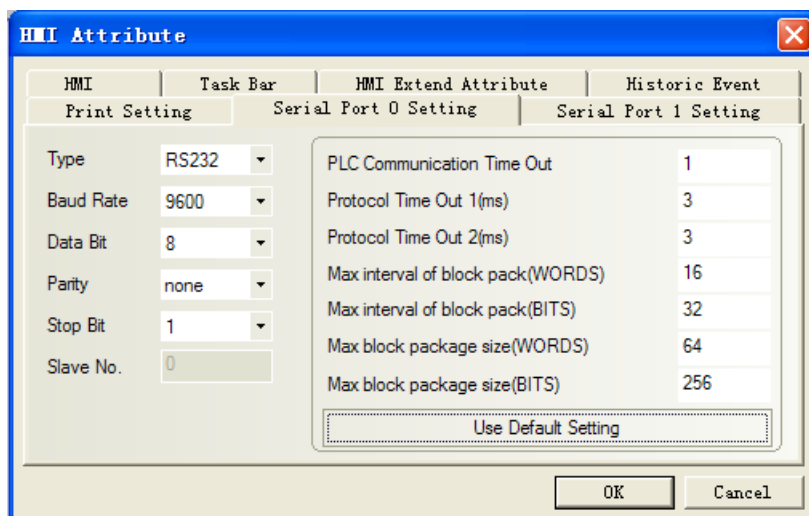 HMI Attribute
HMI Task Bar HMI Extend Attribute Historic Event
Print Setting Serial Port 0 Setting Serial Port 1 Setting
Type RS232
Baud Rate 9600
Data Bit 8
Parity none
Stop Bit 1
Slave No. 0
PLC Communication Time Out 1
Protocol Time Out 1(ms) 3
Protocol Time Out 2(ms) 3
Max interval of block pack(WORDS) 16
Max interval of block pack(BITS) 32
Max block package size(WORDS) 64
Max block package size(BITS) 256
Use Default Setting
OK Cancel